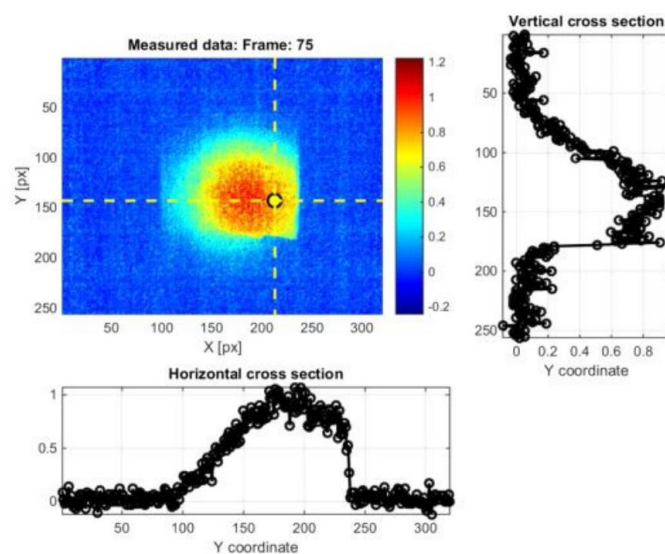 Measured data: Frame: 75
Y [px]
50
100
150
200
250
50 100 150 200 250 300
X [px]
1.2
1
0.8
0.6
0.4
0.2
0
-0.2
Vertical cross section
50
100
150
200
250
0 0.2 0.4 0.6 0.8
Y coordinate
Horizontal cross section
1
0.5
0
50 100 150 200 250 300
Y coordinate